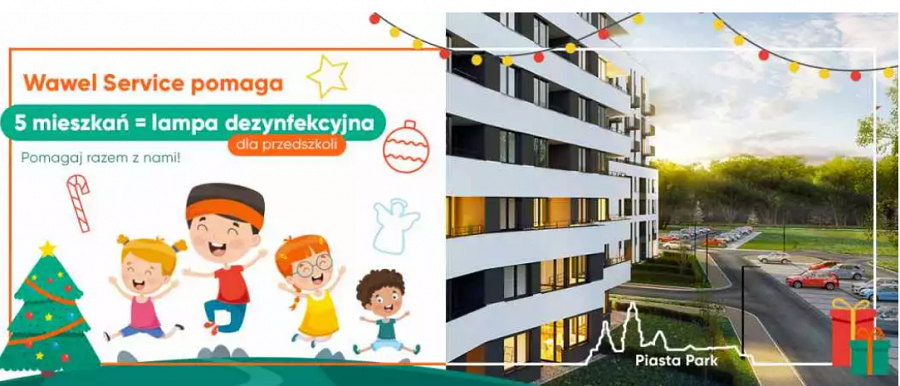 Wawel Service pomaga
5 mieszkań = lampa dezynfekcyjna
dla przedszkoli
Pomagaj razem z nami!
Piasta Park